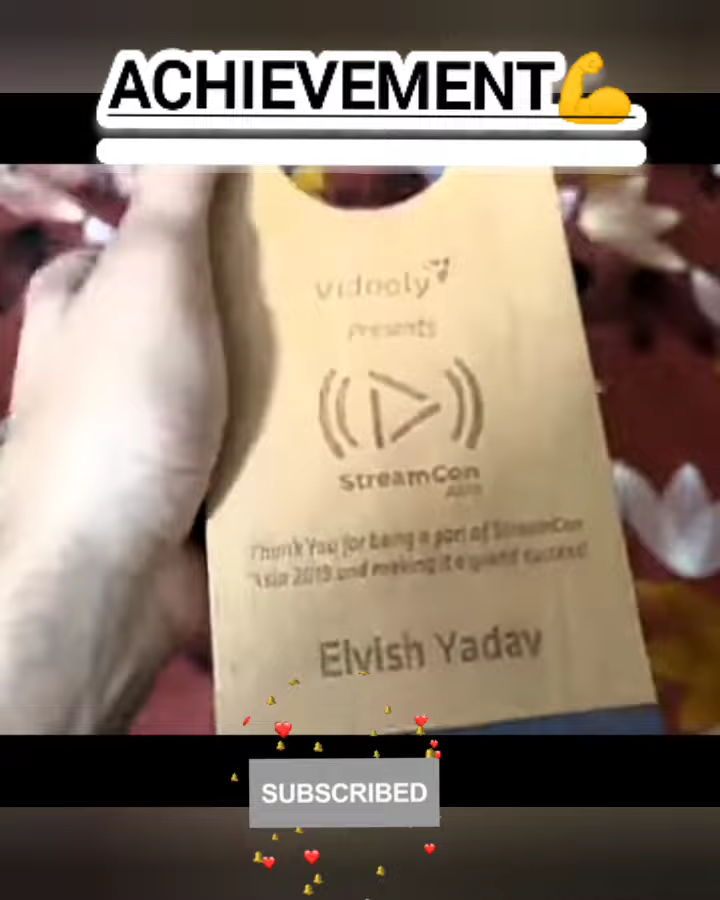 ACHIEVEMENT💪
vidooly
Presents
StreamCon
Asia
Thank You for being a part of StreamCon
Asia 2019 and making it a grand success!
Elvish Yadav
SUBSCRIBED